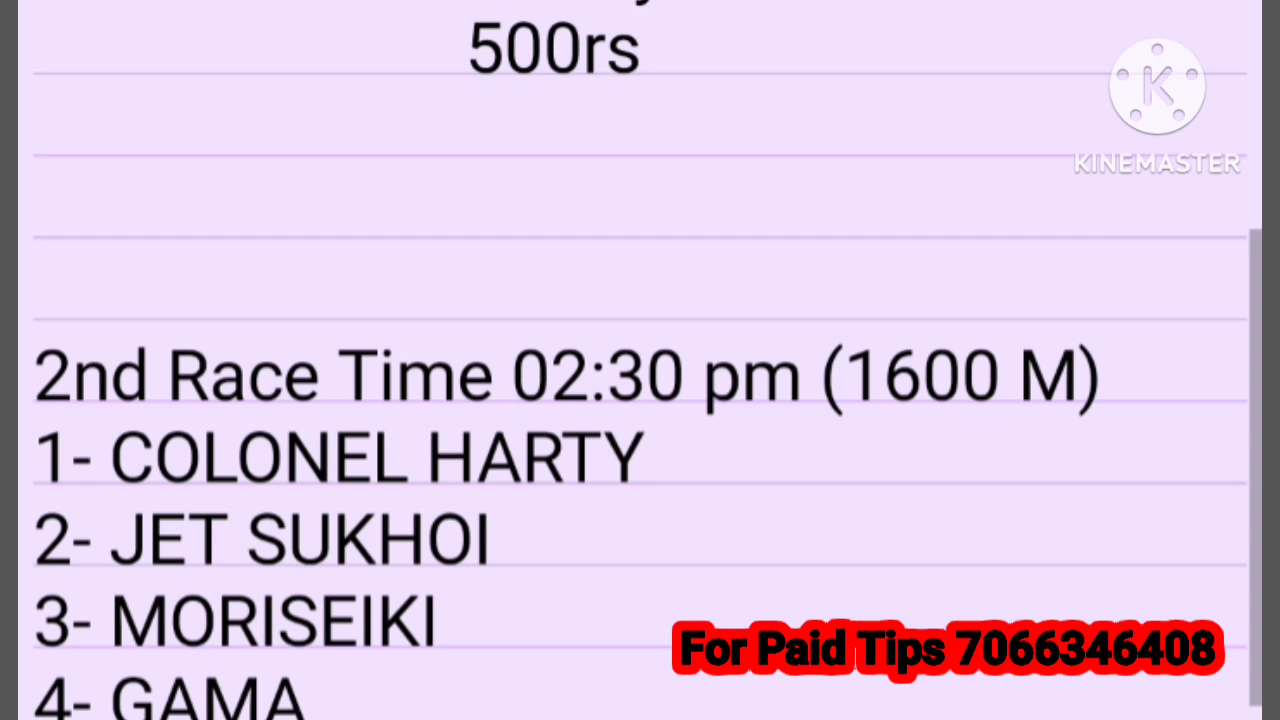 500rs
KINEMASTER
2nd Race Time 02:30 pm (1600 M)
1- COLONEL HARTY
2- JET SUKHOI
3- MORISEIKI
For Paid Tips 7066346408
4- GAMA